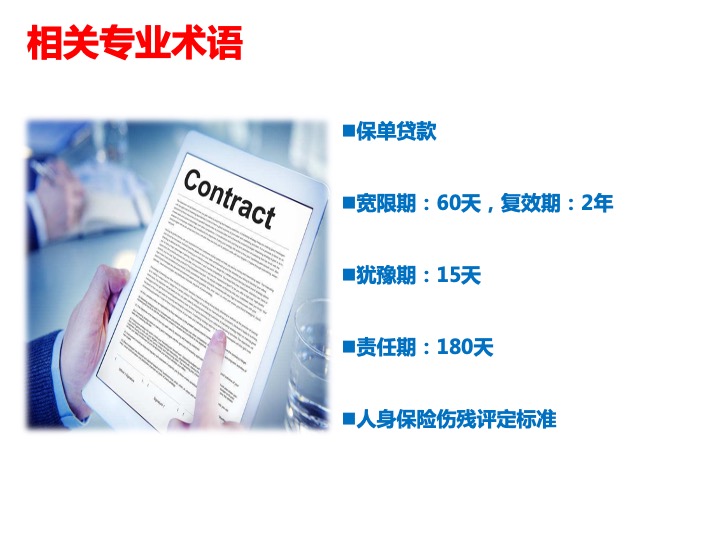 相关专业术语
Contract
■保单贷款
■宽限期：60天，复效期：2年
■犹豫期：15天
■责任期：180天
■人身保险伤残评定标准